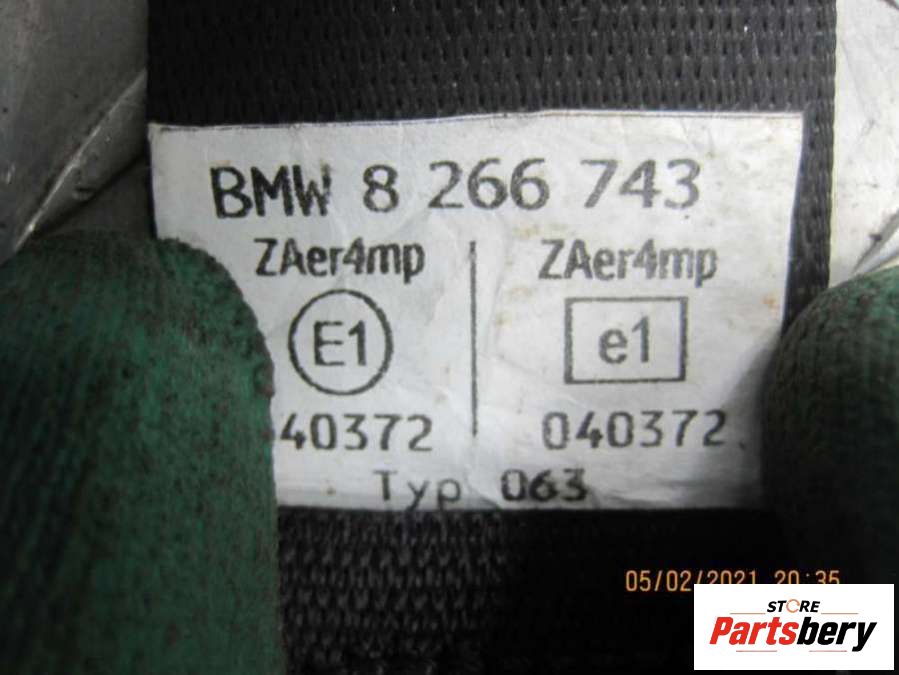 BMW 8 266 743
ZAer4mp ZAer4mp
E1 e1
40372 040372
Typ 063
05/02/2021 20:35
STORE
Partsbery